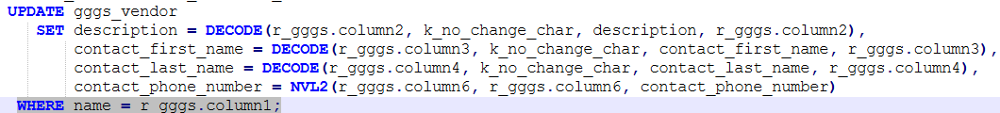 UPDATE gggs_vendor
SET description = DECODE(r_gggs.column2, k_no_change_char, description, r_gggs.column2),
contact_first_name = DECODE(r_gggs.column3, k_no_change_char, contact_first_name, r_gggs.column3),
contact_last_name = DECODE(r_gggs.column4, k_no_change_char, contact_last_name, r_gggs.column4),
contact_phone_number = NVL2(r_gggs.column6, r_gggs.column6, contact_phone_number)
WHERE name = r_gggs.column1;